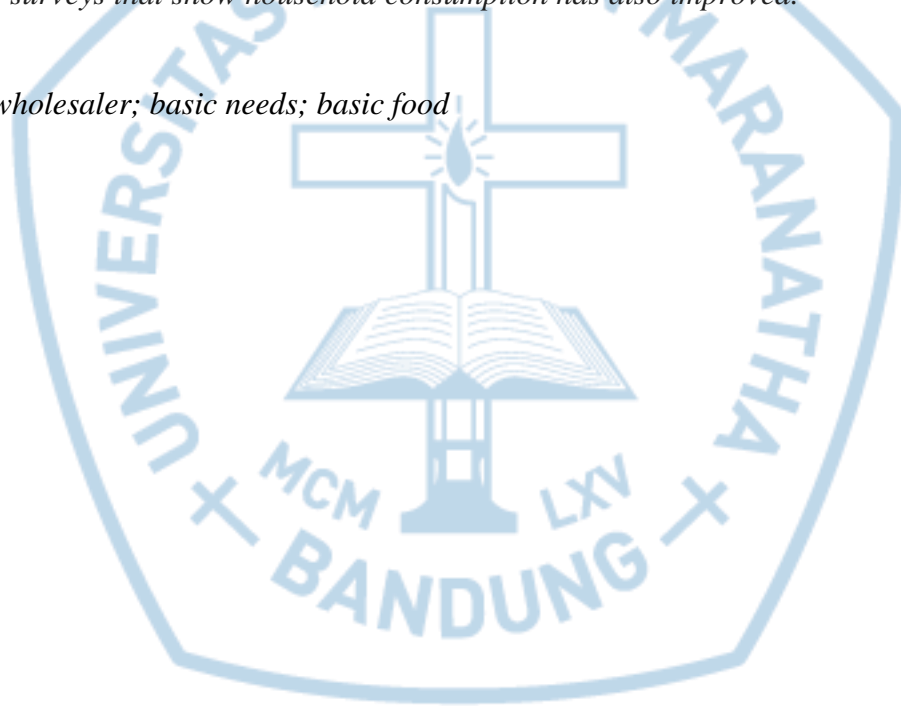 surveys that show household consumption has also improved.
wholesaler; basic needs; basic food
UNIVERSITAS
MARANATHA
MCM LXV
BANDUNG